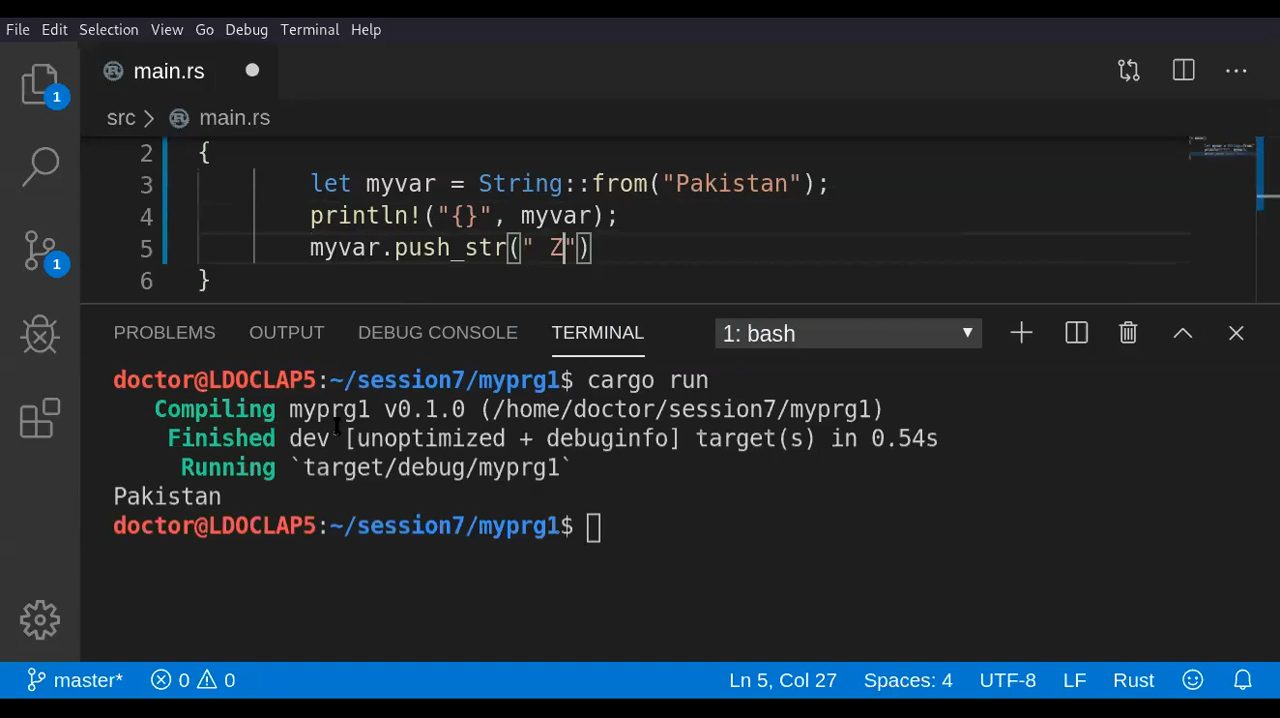 File Edit Selection View Go Debug Terminal Help
main.rs
1
src > main.rs
2 {
3 let myvar = String::from("Pakistan");
4 println!("{}", myvar);
5 myvar.push_str(" Z")
6 }
1
PROBLEMS OUTPUT DEBUG CONSOLE TERMINAL 1: bash
doctor@LDOCLAP5:~/session7/myprg1$ cargo run
Compiling myprg1 v0.1.0 (/home/doctor/session7/myprg1)
Finished dev [unoptimized + debuginfo] target(s) in 0.54s
Running `target/debug/myprg1`
Pakistan
doctor@LDOCLAP5:~/session7/myprg1$
master* 0 0 Ln 5, Col 27 Spaces: 4 UTF-8 LF Rust